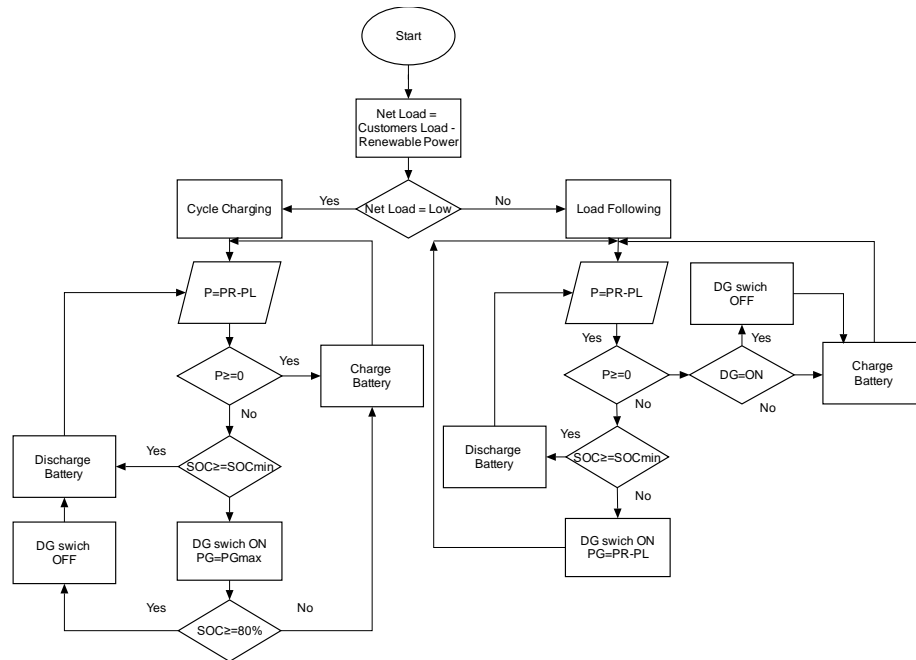 Start
Net Load =
Customers Load -
Renewable Power
Net Load = Low
Yes
No
Cycle Charging
Load Following
P=PR-PL
P≥=0
Yes
No
Charge
Battery
SOC≥=SOCmin
Yes
No
Discharge
Battery
DG swich
OFF
DG swich ON
PG=PGmax
SOC≥=80%
Yes
No
P=PR-PL
Yes
P≥=0
No
DG swich
OFF
Yes
DG=ON
No
Charge
Battery
Yes
SOC≥=SOCmin
No
Discharge
Battery
DG swich ON
PG=PR-PL